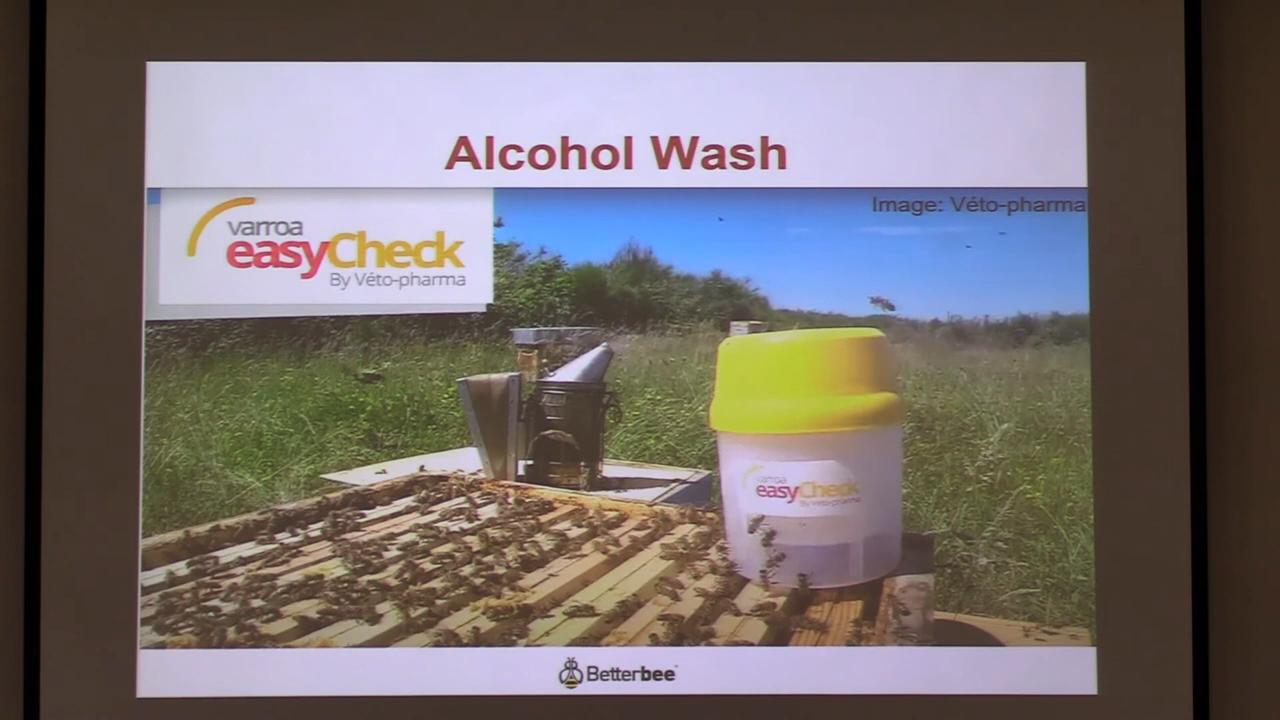 Alcohol Wash
varroa
easyCheck
By Véto-pharma
Image: Véto-pharma
varroa
easyCheck
By Véto-pharma
Betterbee